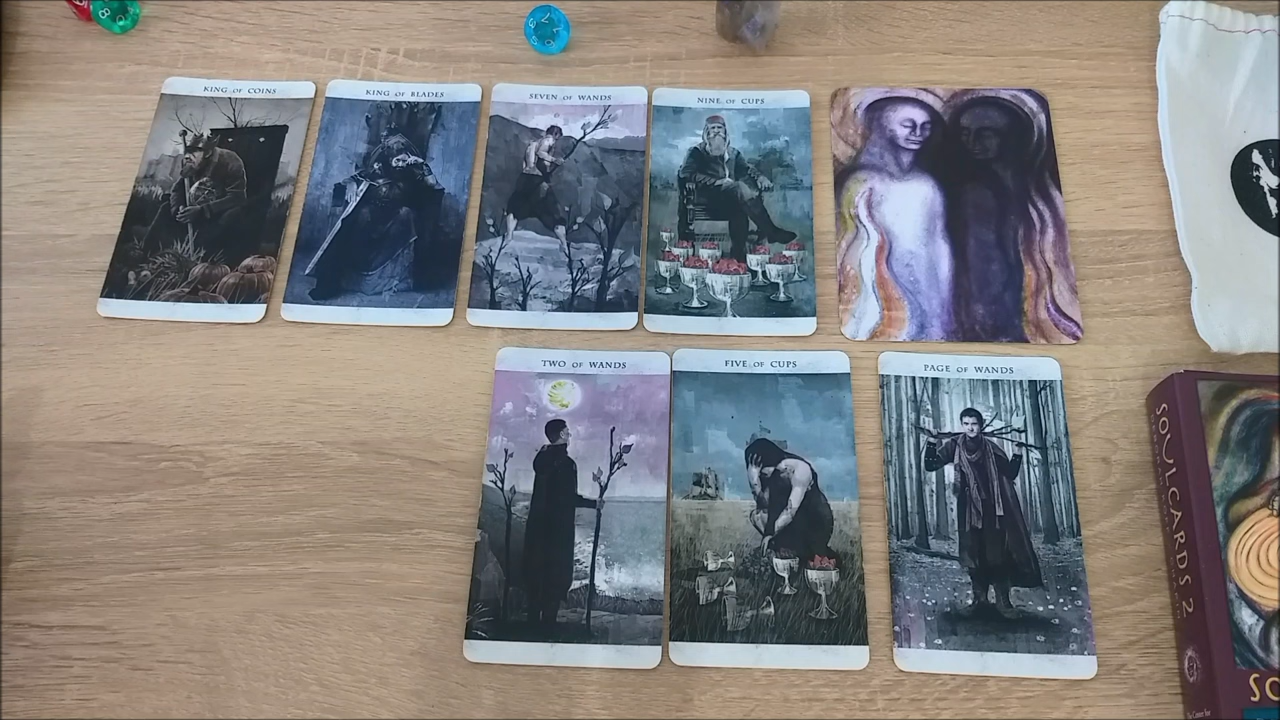 KING OF COINS
KING OF BLADES
SEVEN OF WANDS
NINE OF CUPS
TWO OF WANDS
FIVE OF CUPS
PAGE OF WANDS
SOULCARDS 2